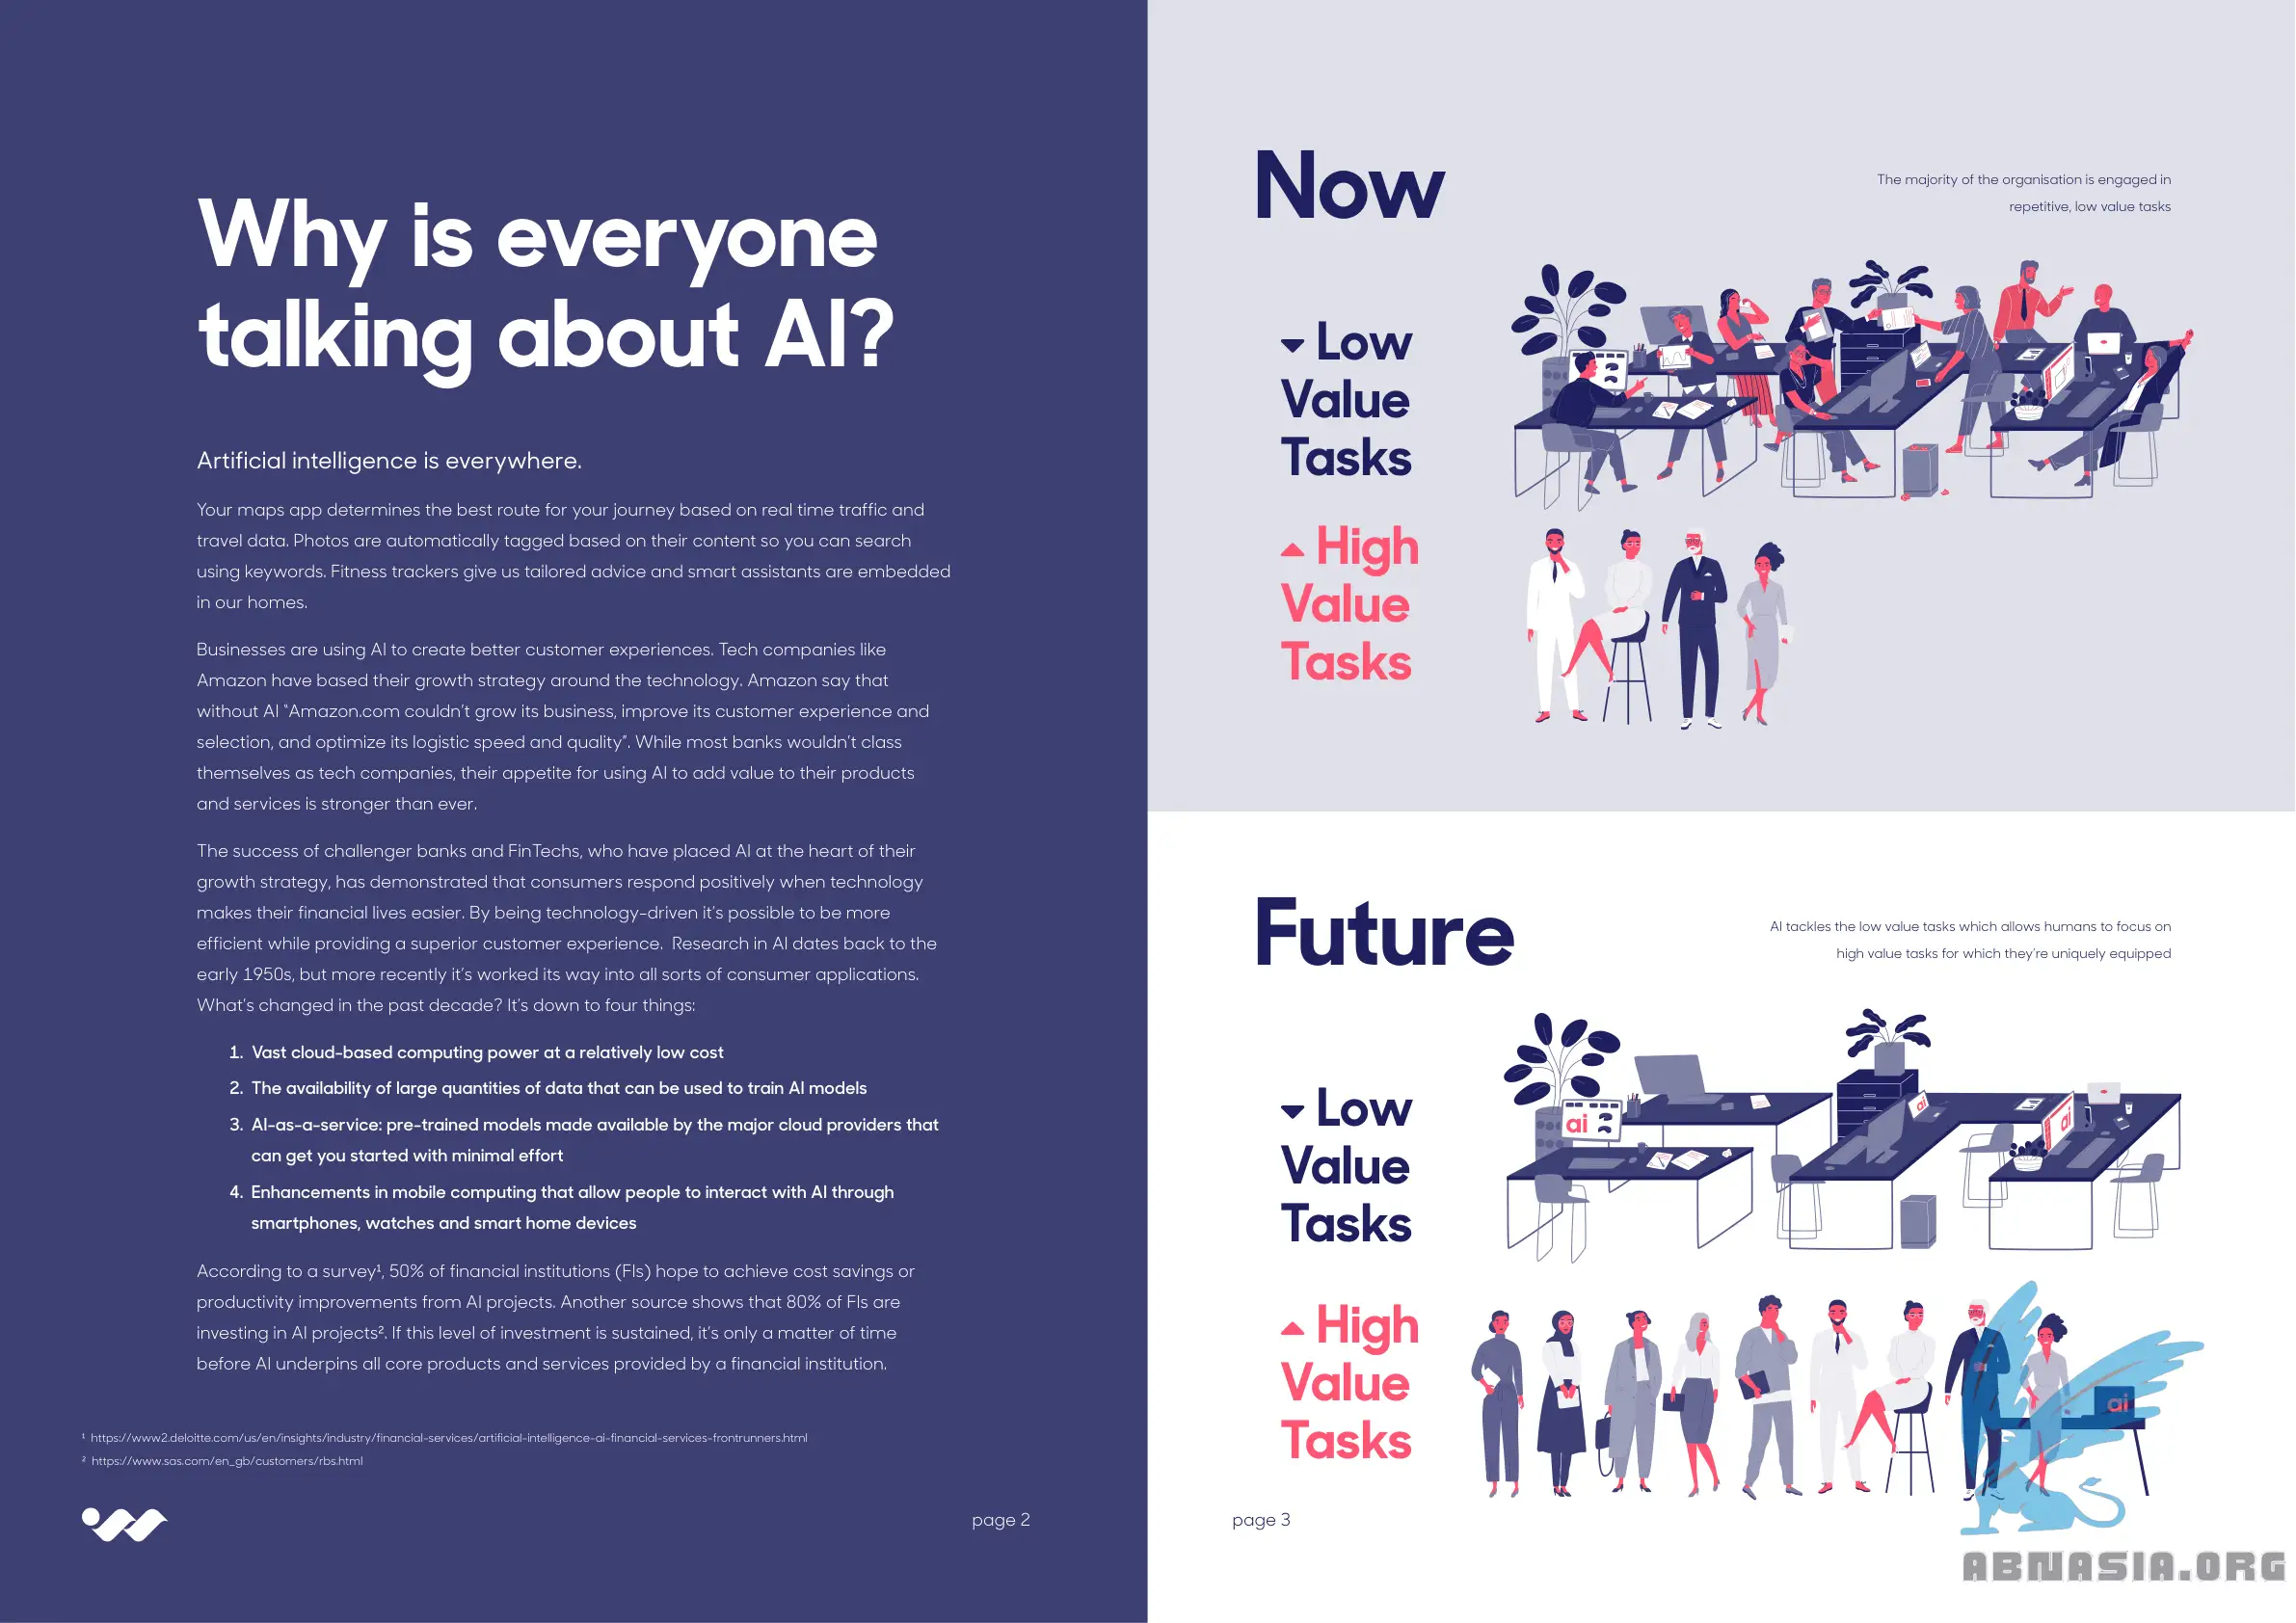 Why is everyone
talking about AI?
Artificial intelligence is everywhere.
Your maps app determines the best route for your journey based on real time traffic and
travel data. Photos are automatically tagged based on their content so you can search
using keywords. Fitness trackers give us tailored advice and smart assistants are embedded
in our homes.
Businesses are using AI to create better customer experiences. Tech companies like
Amazon have based their growth strategy around the technology. Amazon say that
without AI “Amazon.com couldn’t grow its business, improve its customer experience and
selection, and optimize its logistic speed and quality”. While most banks wouldn’t class
themselves as tech companies, their appetite for using AI to add value to their products
and services is stronger than ever.
The success of challenger banks and FinTechs, who have placed AI at the heart of their
growth strategy, has demonstrated that consumers respond positively when technology
makes their financial lives easier. By being technology-driven it’s possible to be more
efficient while providing a superior customer experience.  Research in AI dates back to the
early 1950s, but more recently it’s worked its way into all sorts of consumer applications.
What’s changed in the past decade? It’s down to four things:
1. Vast cloud-based computing power at a relatively low cost
2. The availability of large quantities of data that can be used to train AI models
3. AI-as-a-service: pre-trained models made available by the major cloud providers that
can get you started with minimal effort
4. Enhancements in mobile computing that allow people to interact with AI through
smartphones, watches and smart home devices
According to a survey¹, 50% of financial institutions (FIs) hope to achieve cost savings or
productivity improvements from AI projects. Another source shows that 80% of FIs are
investing in AI projects². If this level of investment is sustained, it’s only a matter of time
before AI underpins all core products and services provided by a financial institution.
¹ https://www2.deloitte.com/us/en/insights/industry/financial-services/artificial-intelligence-ai-financial-services-frontrunners.html
² https://www.sas.com/en_gb/customers/rbs.html
page 2
Now
The majority of the organisation is engaged in
repetitive, low value tasks
Low
Value
Tasks
High
Value
Tasks
Future
AI tackles the low value tasks which allows humans to focus on
high value tasks for which they’re uniquely equipped
Low
Value
Tasks
ai
ai
ai
High
Value
Tasks
ai
page 3
ABNASIA.ORG